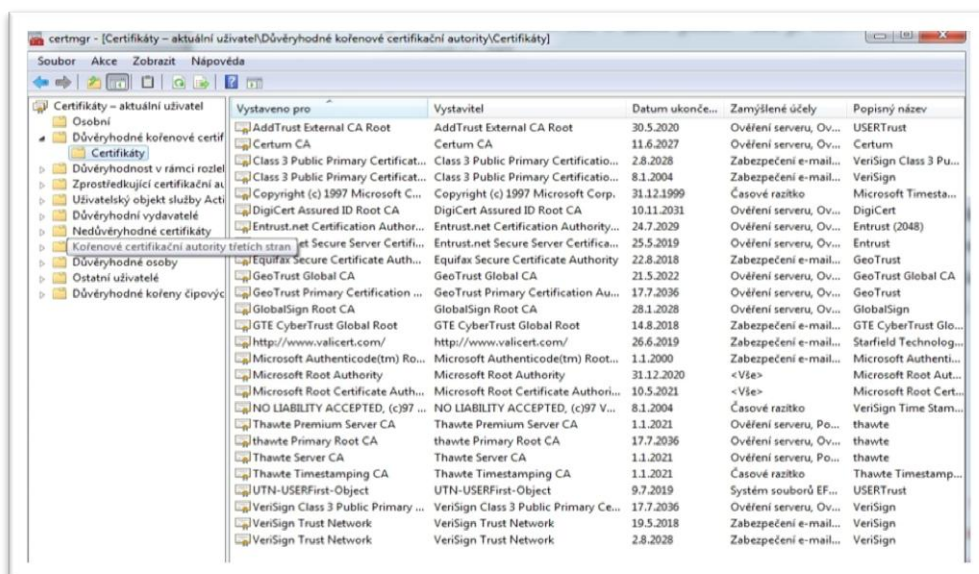 certmgr - [Certifikáty – aktuální uživatel\Důvěryhodné kořenové certifikační autority\Certifikáty]
Soubor Akce Zobrazit Nápověda
Certifikáty – aktuální uživatel
Osobní
Důvěryhodné kořenové certif
Certifikáty
Důvěryhodnost v rámci rozleh
Zprostředkující certifikační au
Uživatelský objekt služby Acti
Důvěryhodní vydavatelé
Nedůvěryhodné certifikáty
Kořenové certifikační autority třetích stran
Důvěryhodné osoby
Ostatní uživatelé
Důvěryhodné kořeny čipovýc
Vystaveno pro Vystavitel Datum ukonče... Zamýšlené účely Popisný název
AddTrust External CA Root AddTrust External CA Root 30.5.2020 Ověření serveru, Ov... USERTrust
Certum CA Certum CA 11.6.2027 Ověření serveru, Ov... Certum
Class 3 Public Primary Certificat... Class 3 Public Primary Certificatio... 2.8.2028 Zabezpečení e-mail... VeriSign Class 3 Pu...
Class 3 Public Primary Certificat... Class 3 Public Primary Certificatio... 8.1.2004 Zabezpečení e-mail... VeriSign
Copyright (c) 1997 Microsoft C... Copyright (c) 1997 Microsoft Corp. 31.12.1999 Časové razítko Microsoft Timesta...
DigiCert Assured ID Root CA DigiCert Assured ID Root CA 10.11.2031 Ověření serveru, Ov... DigiCert
Entrust.net Certification Author... Entrust.net Certification Authority... 24.7.2029 Ověření serveru, Ov... Entrust (2048)
et Secure Server Certifi... Entrust.net Secure Server Certifica... 25.5.2019 Ověření serveru, Ov... Entrust
Equifax Secure Certificate Auth... Equifax Secure Certificate Authority 22.8.2018 Zabezpečení e-mail... GeoTrust
GeoTrust Global CA GeoTrust Global CA 21.5.2022 Ověření serveru, Ov... GeoTrust Global CA
GeoTrust Primary Certification ... GeoTrust Primary Certification Au... 17.7.2036 Ověření serveru, Ov... GeoTrust
GlobalSign Root CA GlobalSign Root CA 28.1.2028 Ověření serveru, Ov... GlobalSign
GTE CyberTrust Global Root GTE CyberTrust Global Root 14.8.2018 Zabezpečení e-mail... GTE CyberTrust Glo...
http://www.valicert.com/ http://www.valicert.com/ 26.6.2019 Zabezpečení e-mail... Starfield Technolog...
Microsoft Authenticode(tm) Ro... Microsoft Authenticode(tm) Root... 1.1.2000 Zabezpečení e-mail... Microsoft Authenti...
Microsoft Root Authority Microsoft Root Authority 31.12.2020 <Vše> Microsoft Root Aut...
Microsoft Root Certificate Auth... Microsoft Root Certificate Authori... 10.5.2021 <Vše> Microsoft Root Cert...
NO LIABILITY ACCEPTED, (c)97 ... NO LIABILITY ACCEPTED, (c)97 V... 8.1.2004 Časové razítko VeriSign Time Stam...
Thawte Premium Server CA Thawte Premium Server CA 1.1.2021 Ověření serveru, Po... thawte
thawte Primary Root CA thawte Primary Root CA 17.7.2036 Ověření serveru, Ov... thawte
Thawte Server CA Thawte Server CA 1.1.2021 Ověření serveru, Po... thawte
Thawte Timestamping CA Thawte Timestamping CA 1.1.2021 Časové razítko Thawte Timestamp...
UTN-USERFirst-Object UTN-USERFirst-Object 9.7.2019 Systém souborů EF... USERTrust
VeriSign Class 3 Public Primary ... VeriSign Class 3 Public Primary Ce... 17.7.2036 Ověření serveru, Ov... VeriSign
VeriSign Trust Network VeriSign Trust Network 19.5.2018 Zabezpečení e-mail... VeriSign
VeriSign Trust Network VeriSign Trust Network 2.8.2028 Zabezpečení e-mail... VeriSign